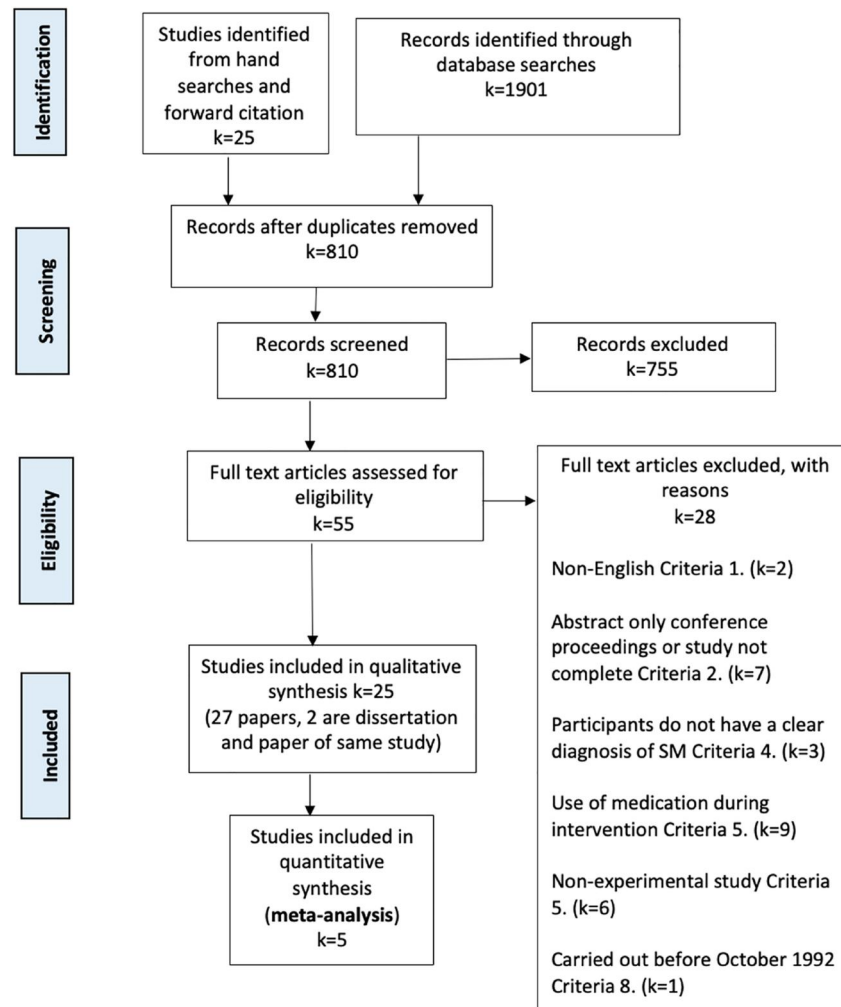 Identification
Studies identified
from hand
searches and
forward citation
k=25
Records identified through
database searches
k=1901
Screening
Records after duplicates removed
k=810
Records screened
k=810
Records excluded
k=755
Eligibility
Full text articles assessed for
eligibility
k=55
Full text articles excluded, with
reasons
k=28
Non-English Criteria 1. (k=2)
Abstract only conference
proceedings or study not
complete Criteria 2. (k=7)
Participants do not have a clear
diagnosis of SM Criteria 4. (k=3)
Use of medication during
intervention Criteria 5. (k=9)
Non-experimental study Criteria
5. (k=6)
Carried out before October 1992
Criteria 8. (k=1)
Included
Studies included in qualitative
synthesis k=25
(27 papers, 2 are dissertation
and paper of same study)
Studies included in
quantitative
synthesis
(meta-analysis)
k=5